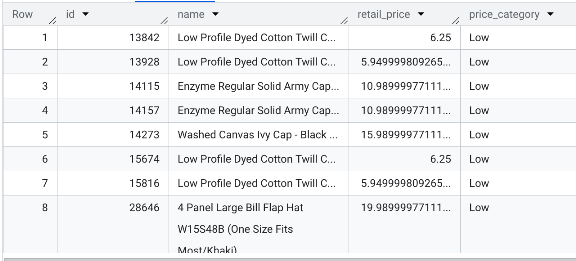 Row id name retail_price price_category
1 13842 Low Profile Dyed Cotton Twill C... 6.25 Low
2 13928 Low Profile Dyed Cotton Twill C... 5.949999809265... Low
3 14115 Enzyme Regular Solid Army Cap... 10.98999977111... Low
4 14157 Enzyme Regular Solid Army Cap... 10.98999977111... Low
5 14273 Washed Canvas Ivy Cap - Black ... 15.98999977111... Low
6 15674 Low Profile Dyed Cotton Twill C... 6.25 Low
7 15816 Low Profile Dyed Cotton Twill C... 5.949999809265... Low
8 28646 4 Panel Large Bill Flap Hat 19.98999977111... Low
W15S48B (One Size Fits
Most/Khaki)